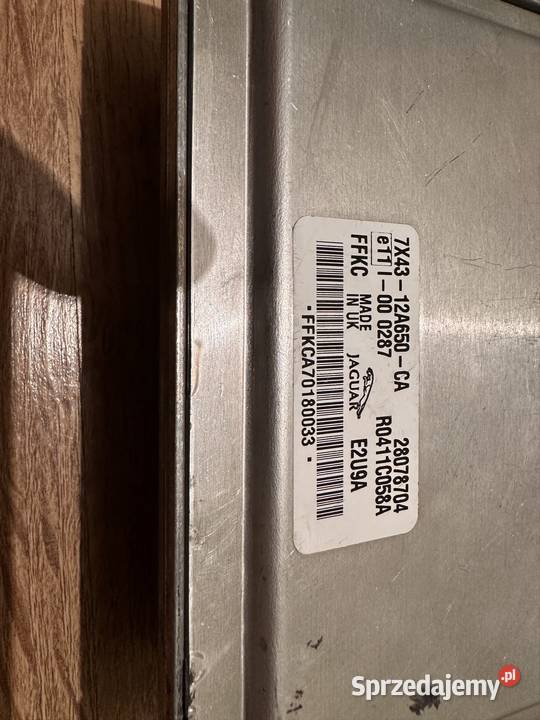 7X43-12A650-CA 28078704
e11 I-00 0287 R0411C058A
FFKC MADE IN UK JAGUAR E2U9A
·FFKCA70180033·
Sprzedajemy.pl